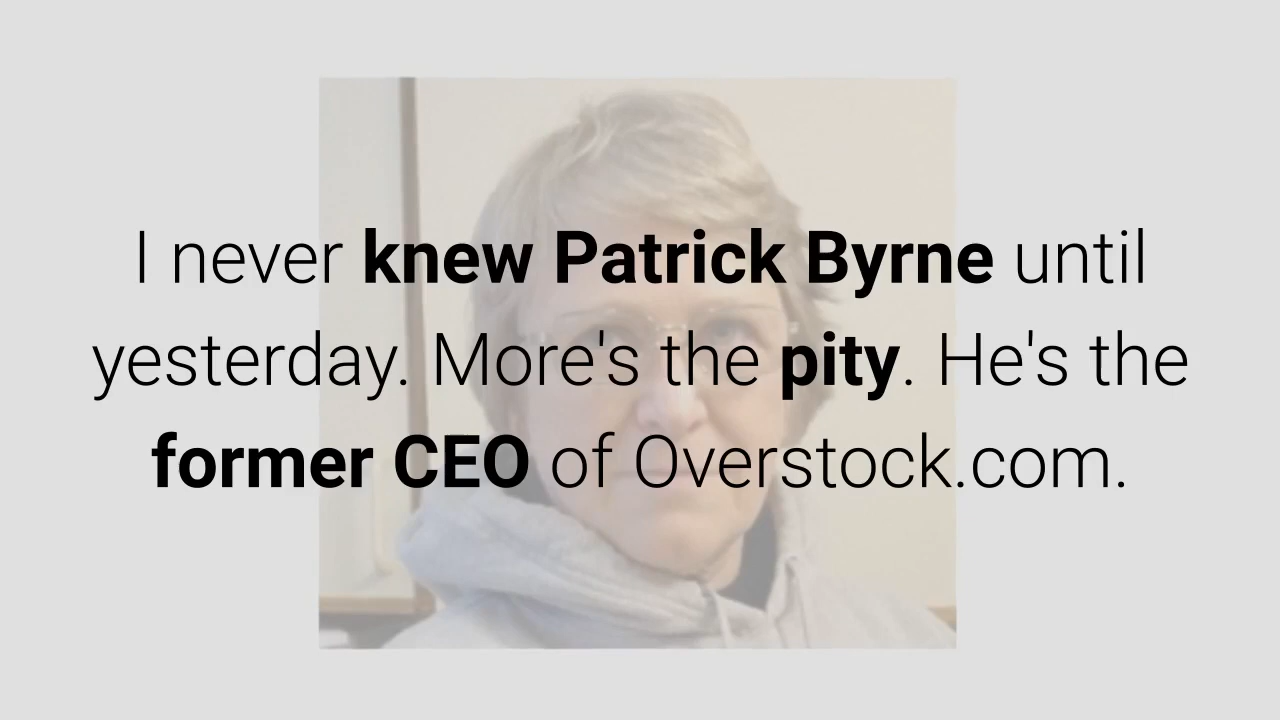 I never knew Patrick Byrne until
yesterday. More's the pity. He's the
former CEO of Overstock.com.